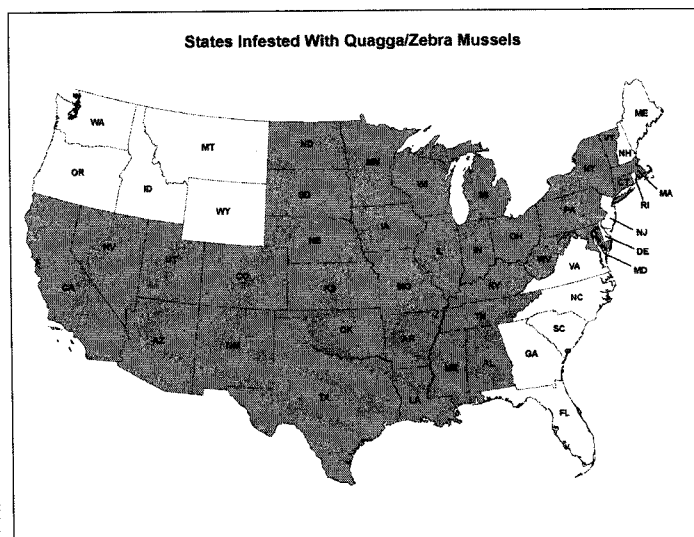 States Infested With Quagga/Zebra Mussels
WA
MT
ND
MN
ME
VT
NH
OR
ID
SD
WI
MI
NY
MA
WY
CT
RI
IA
PA
NJ
NV
NE
OH
IN
IL
DE
UT
CO
WV
MD
CA
KS
MO
KY
VA
NC
TN
AZ
NM
OK
AR
SC
GA
MS
AL
TX
LA
FL